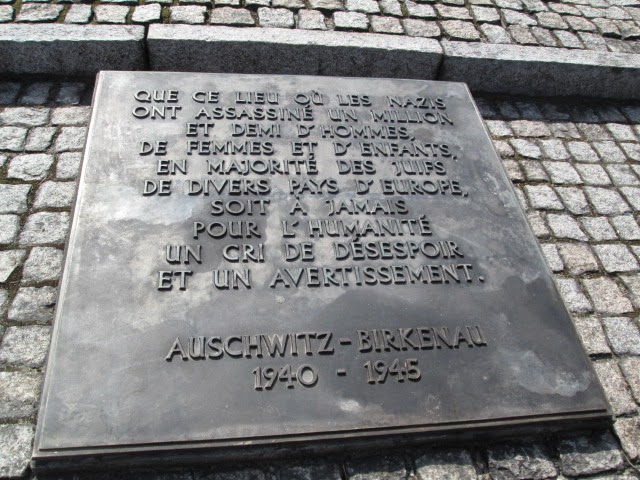 QUE CE LIEU OÙ LES NAZIS
ONT ASSASSINÉ UN MILLION
ET DEMI D'HOMMES,
DE FEMMES ET D'ENFANTS,
EN MAJORITÉ DES JUIFS
DE DIVERS PAYS D'EUROPE,
SOIT À JAMAIS
POUR L'HUMANITÉ
UN CRI DE DÉSESPOIR
ET UN AVERTISSEMENT.
AUSCHWITZ-BIRKENAU
1940 - 1945